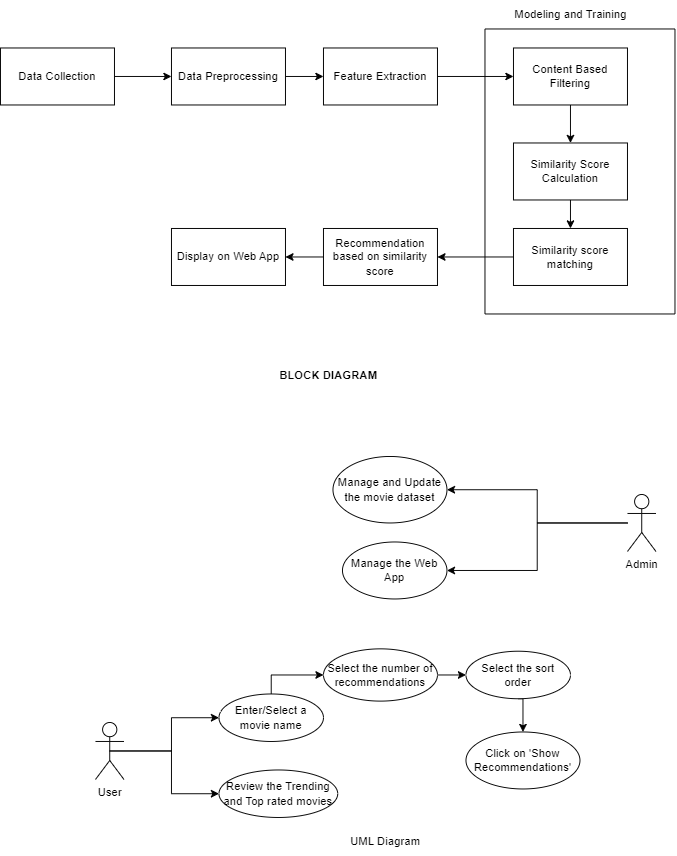 Modeling and Training
Data Collection
Data Preprocessing
Feature Extraction
Content Based
Filtering
Similarity Score
Calculation
Similarity score
matching
Recommendation
based on similarity
score
Display on Web App
BLOCK DIAGRAM
Manage and Update
the movie dataset
Manage the Web
App
Admin
Select the number of
recommendations
Select the sort
order
Enter/Select a
movie name
Click on 'Show
Recommendations'
User
Review the Trending
and Top rated movies
UML Diagram